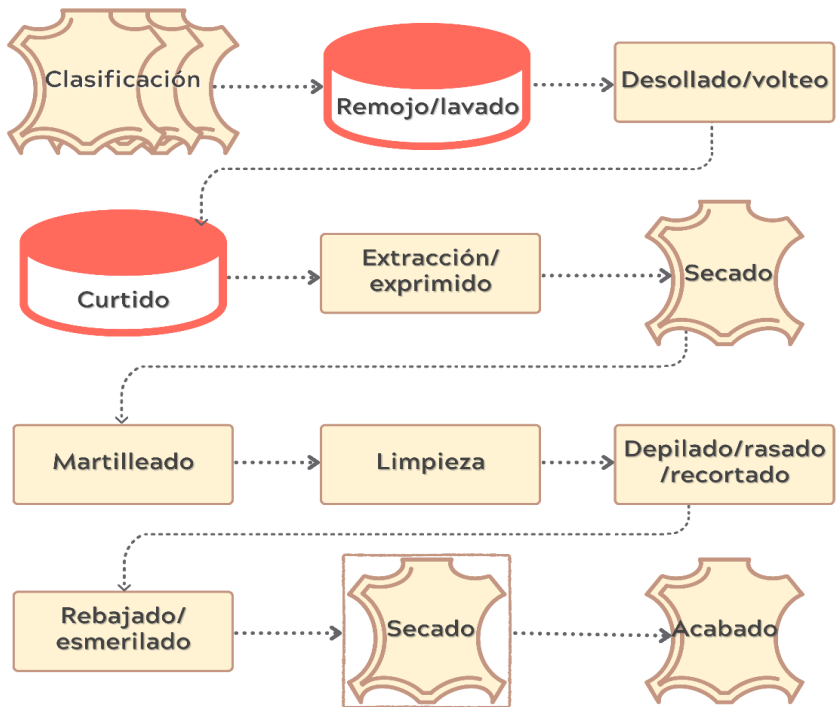 Clasificación
Remojo/lavado
Desollado/volteo
Curtido
Extracción/
exprimido
Secado
Martilleado
Limpieza
Depilado/rasado
/recortado
Rebajado/
esmerilado
Secado
Acabado